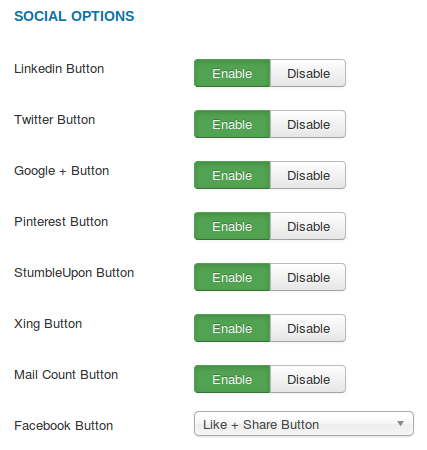 SOCIAL OPTIONS
Linkedin Button Enable Disable
Twitter Button Enable Disable
Google + Button Enable Disable
Pinterest Button Enable Disable
StumbleUpon Button Enable Disable
Xing Button Enable Disable
Mail Count Button Enable Disable
Facebook Button Like + Share Button